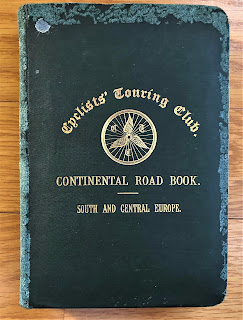 Cyclists' Touring Club.
C T C
CONTINENTAL ROAD BOOK.
SOUTH AND CENTRAL EUROPE.